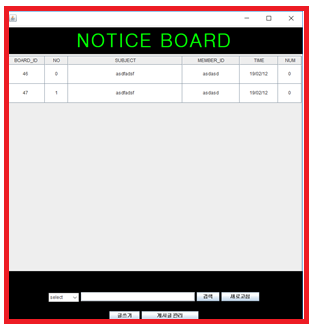 NOTICE BOARD
BOARD_ID NO SUBJECT MEMBER_ID TIME NUM
46 0 asdfadsf asdasd 19/02/12 0
47 1 asdfadsf asdasd 19/02/12 0
select 검색 새로고침
글쓰기 게시글 관리